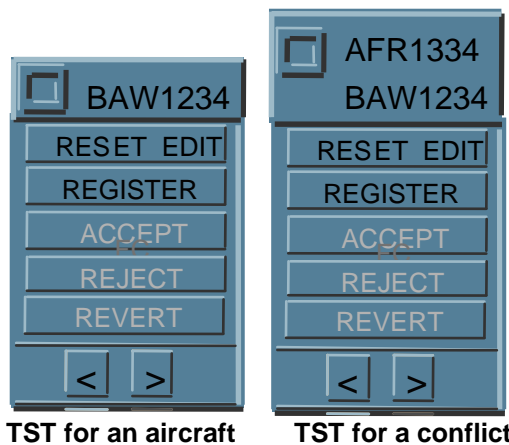 BAW1234
RESET EDIT
REGISTER
ACCEPT
REJECT
REVERT
< >
TST for an aircraft
AFR1334
BAW1234
RESET EDIT
REGISTER
ACCEPT
REJECT
REVERT
< >
TST for a conflict